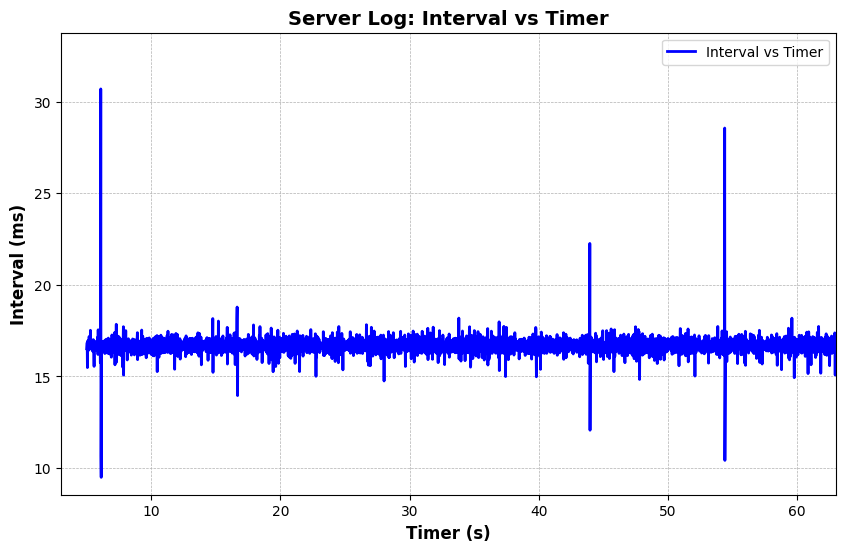 Server Log: Interval vs Timer
Interval vs Timer
30
25
20
15
10
Interval (ms)
10 20 30 40 50 60
Timer (s)